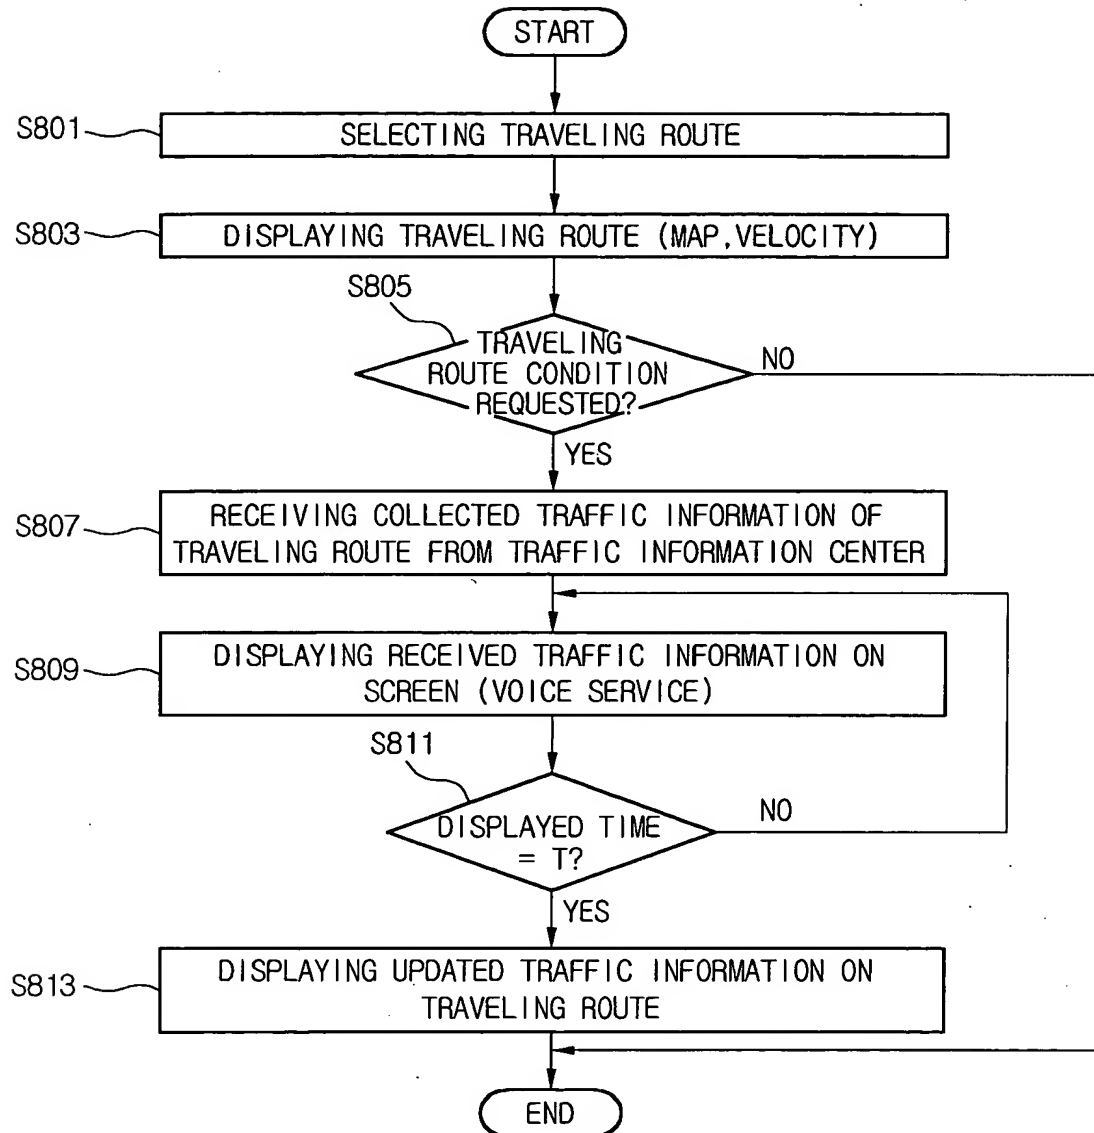 START
S801
SELECTING TRAVELING ROUTE
S803
DISPLAYING TRAVELING ROUTE (MAP,VELOCITY)
S805
TRAVELING
ROUTE CONDITION
REQUESTED?
NO
YES
S807
RECEIVING COLLECTED TRAFFIC INFORMATION OF
TRAVELING ROUTE FROM TRAFFIC INFORMATION CENTER
S809
DISPLAYING RECEIVED TRAFFIC INFORMATION ON
SCREEN (VOICE SERVICE)
S811
DISPLAYED TIME
= T?
NO
YES
S813
DISPLAYING UPDATED TRAFFIC INFORMATION ON
TRAVELING ROUTE
END